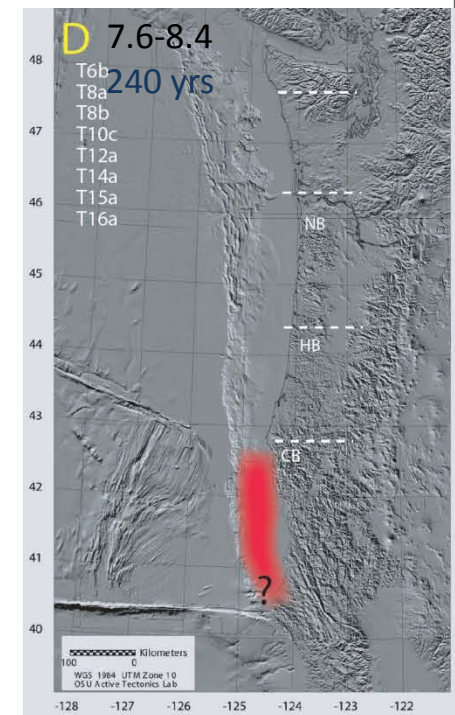 D 7.6-8.4
T6b 240 yrs
T8a
T8b
T10c
T12a
T14a
T15a
T16a
48
47
46
NB
45
HB
44
43
CB
42
41
?
40
Kilometers
100 0
WGS 1984 UTM Zone 10
OSU Active Tectonics Lab
-128 -127 -126 -125 -124 -123 -122